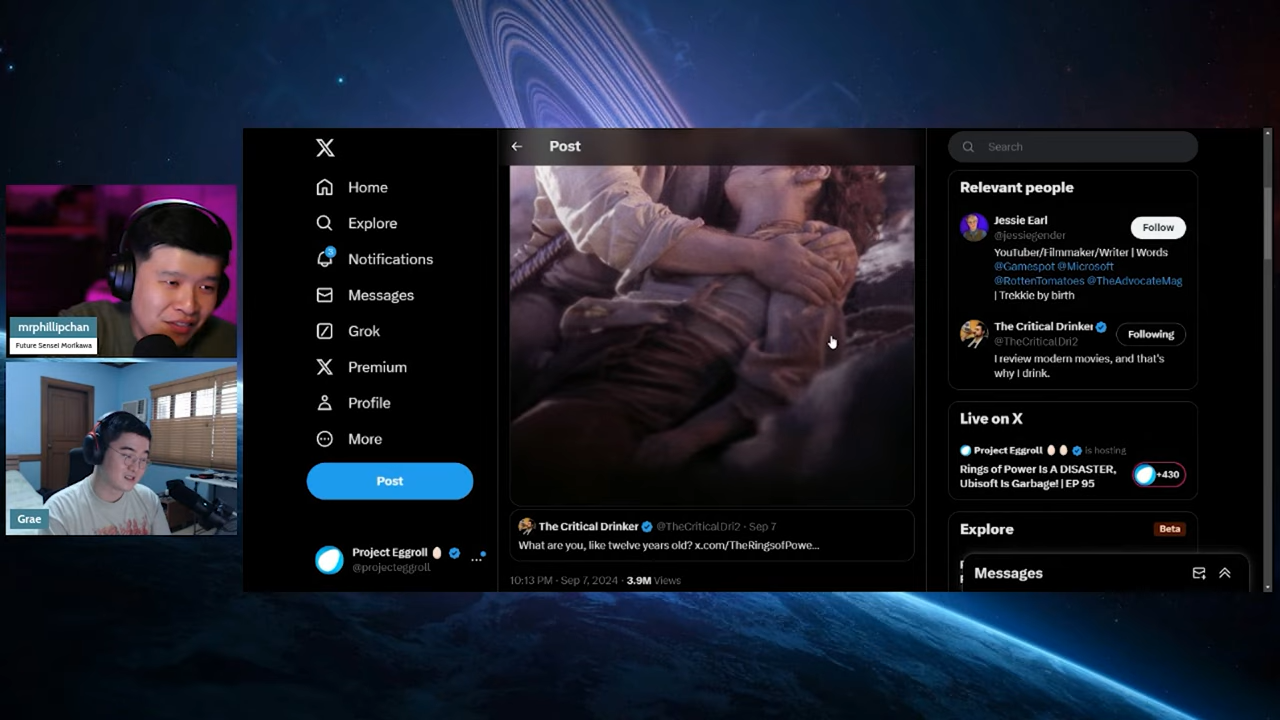 mrphillipchan
Future Sensei Morikawa
Grae
X
Home
Explore
3
Notifications
Messages
Grok
Premium
Profile
More
Post
Project Eggroll
@projecteggroll
Post
The Critical Drinker @TheCriticalDri2 · Sep 7
What are you, like twelve years old? x.com/TheRingsofPowe...
10:13 PM · Sep 7, 2024 · 3.9M Views
Search
Relevant people
Jessie Earl
@jessiegender
Follow
YouTuber/Filmmaker/Writer | Words
@Gamespot @Microsoft
@RottenTomatoes @TheAdvocateMag
| Trekkie by birth
The Critical Drinker
@TheCriticalDri2
Following
I review modern movies, and that's
why I drink.
Live on X
Project Eggroll is hosting
Rings of Power Is A DISASTER,
Ubisoft Is Garbage! | EP 95
+430
Explore
Beta
Messages